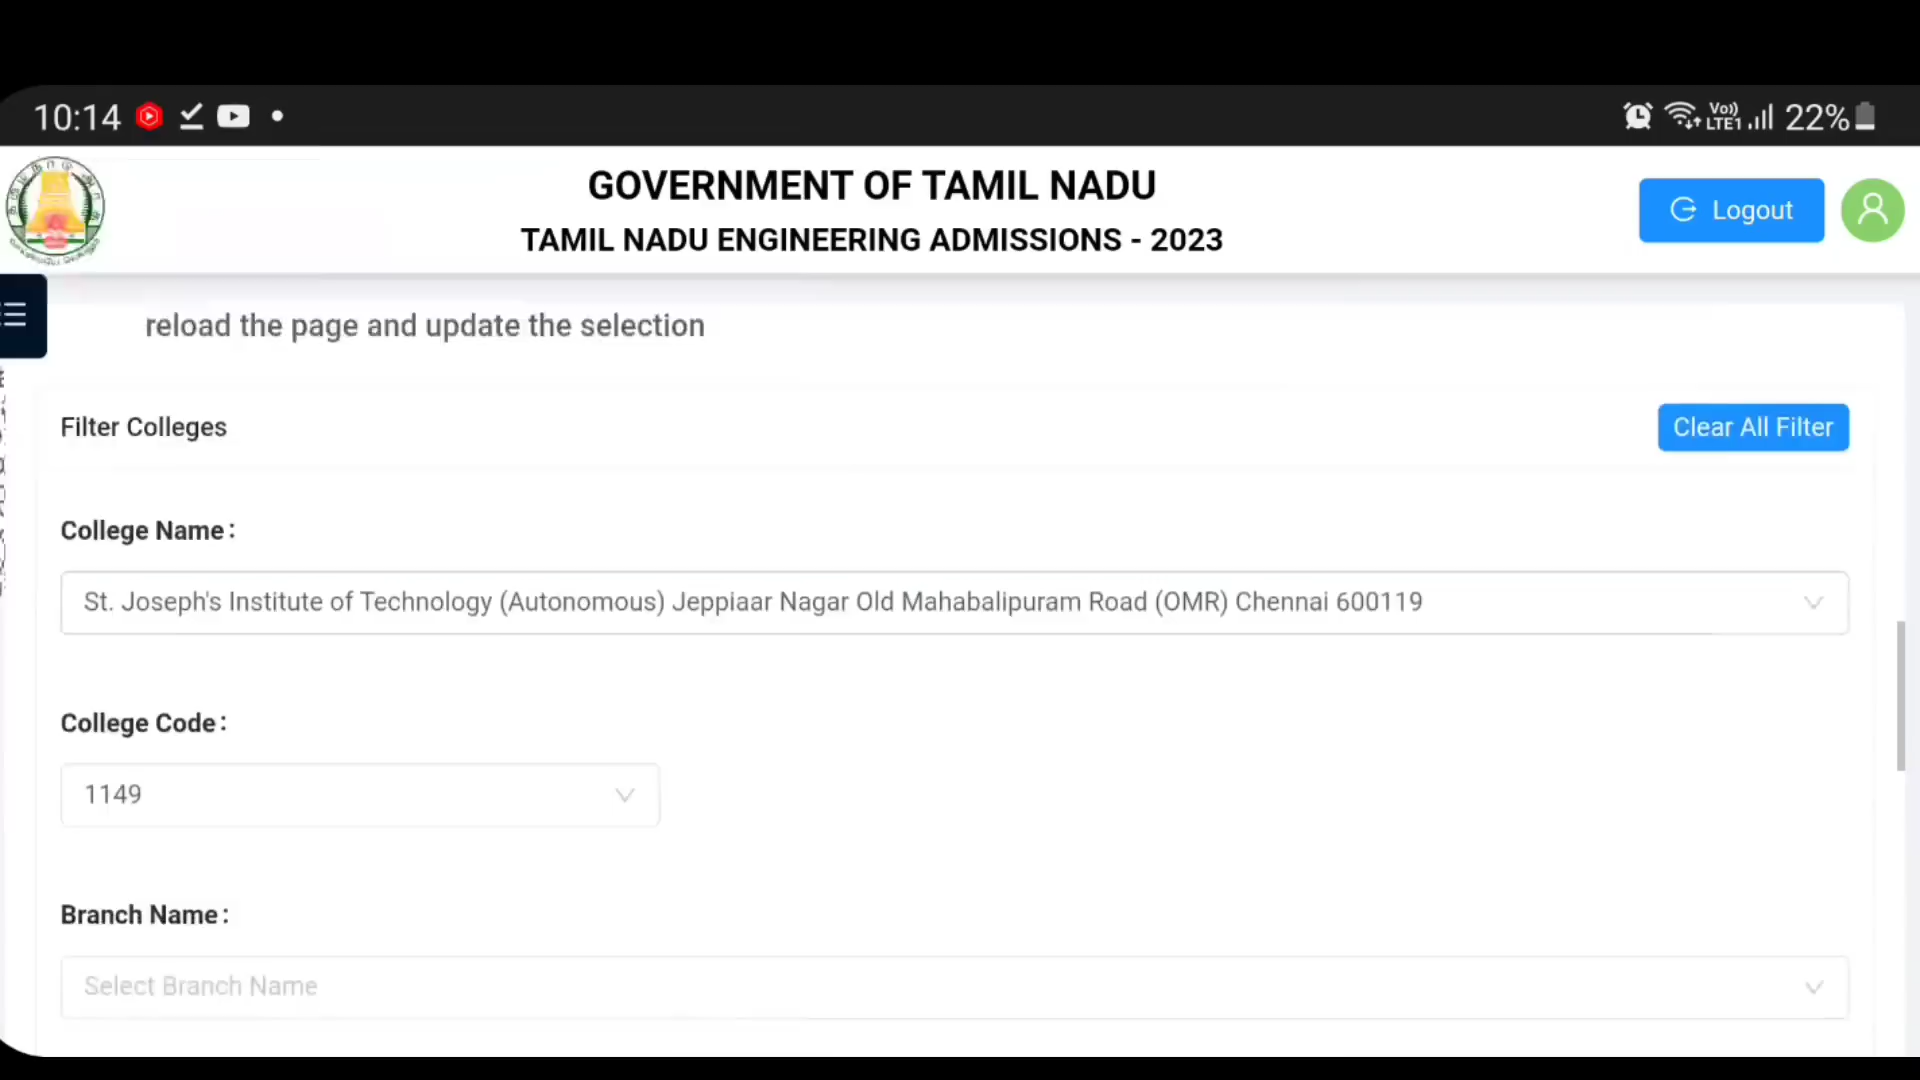 10:14
Vo)) LTE1 22%
GOVERNMENT OF TAMIL NADU
TAMIL NADU ENGINEERING ADMISSIONS - 2023
Logout
reload the page and update the selection
Filter Colleges
Clear All Filter
College Name :
St. Joseph's Institute of Technology (Autonomous) Jeppiaar Nagar Old Mahabalipuram Road (OMR) Chennai 600119
College Code :
1149
Branch Name :
Select Branch Name